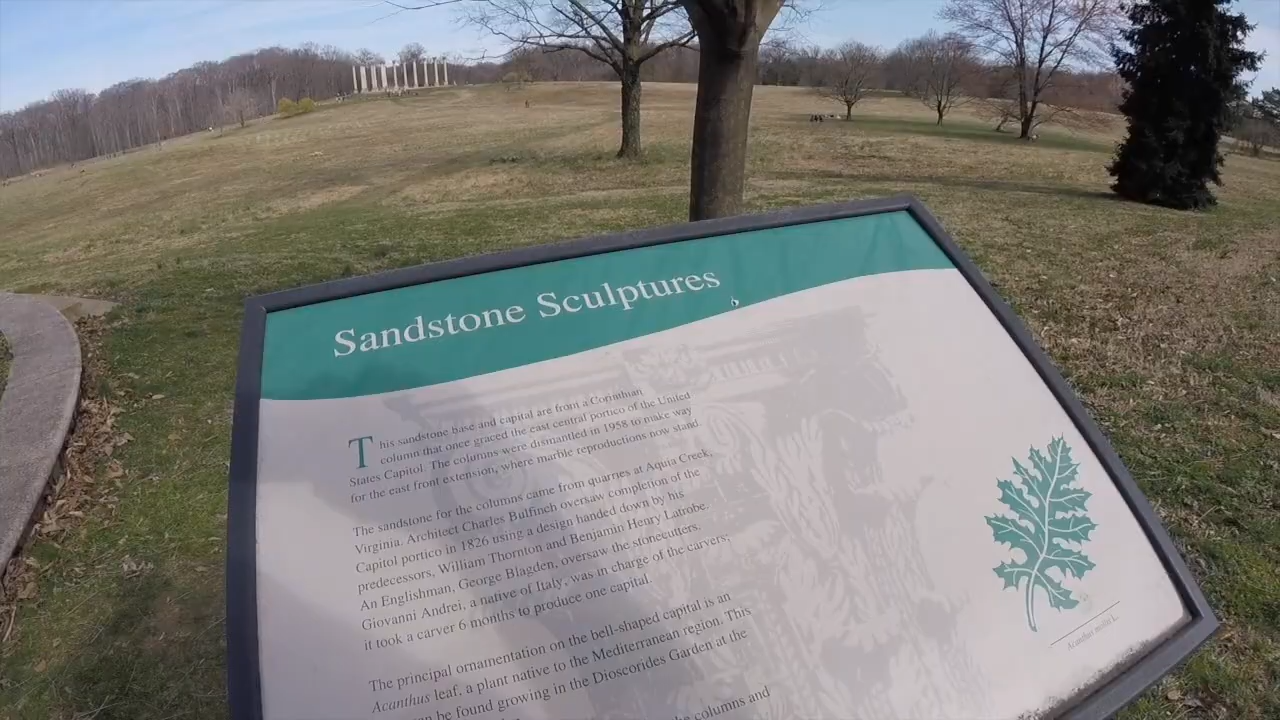 Sandstone Sculptures
This sandstone base and capital are from a Corinthian
column that once graced the east central portico of the United
States Capitol. The columns were dismantled in 1958 to make way
for the east front extension, where marble reproductions now stand.
The sandstone for the columns came from quarries at Aquia Creek,
Virginia. Architect Charles Bulfinch oversaw completion of the
Capitol portico in 1826 using a design handed down by his
predecessors, William Thornton and Benjamin Henry Latrobe.
An Englishman, George Blagden, oversaw the stonecutters.
Giovanni Andrei, a native of Italy, was in charge of the carvers;
it took a carver 6 months to produce one capital.
The principal ornamentation on the bell-shaped capital is an
Acanthus leaf, a plant native to the Mediterranean region. This
be found growing in the Dioscorides Garden at the
columns and
Acanthus mollis L.